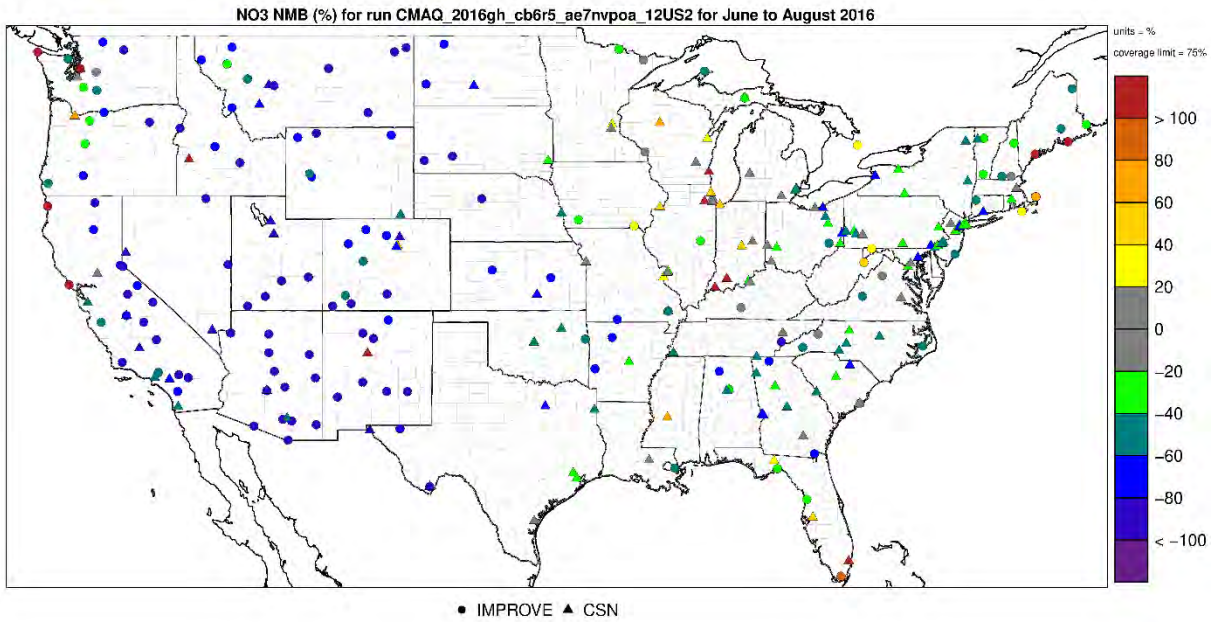 NO3 NMB (%) for run CMAQ_2016gh_cb6r5_ae7nvpoa_12US2 for June to August 2016
units = %
coverage limit = 75%
> 100
80
60
40
20
0
−20
−40
−60
−80
< −100
● IMPROVE ▲ CSN